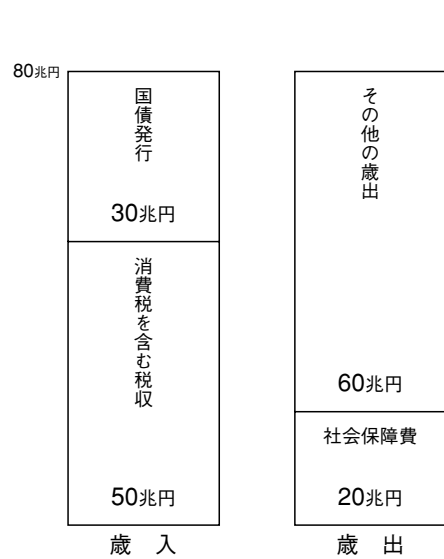 80兆円
国債発行
30兆円
消費税を含む税収
50兆円
歳 入
その他の歳出
60兆円
社会保障費
20兆円
歳 出